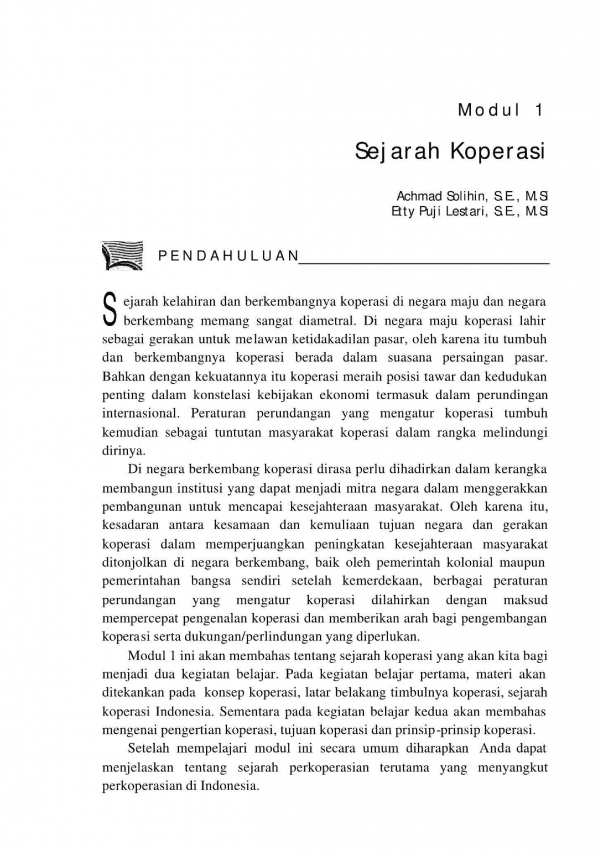 Modul 1
Sejarah Koperasi
Achmad Solihin, S.E., M.Si
Etty Puji Lestari, S.E., M.Si
PENDAHULUAN
Sejarah kelahiran dan berkembangnya koperasi di negara maju dan negara
berkembang memang sangat diametral. Di negara maju koperasi lahir
sebagai gerakan untuk melawan ketidakadilan pasar, oleh karena itu tumbuh
dan berkembangnya koperasi berada dalam suasana persaingan pasar.
Bahkan dengan kekuatannya itu koperasi meraih posisi tawar dan kedudukan
penting dalam konstelasi kebijakan ekonomi termasuk dalam perundingan
internasional. Peraturan perundangan yang mengatur koperasi tumbuh
kemudian sebagai tuntutan masyarakat koperasi dalam rangka melindungi
dirinya.
Di negara berkembang koperasi dirasa perlu dihadirkan dalam kerangka
membangun institusi yang dapat menjadi mitra negara dalam menggerakkan
pembangunan untuk mencapai kesejahteraan masyarakat. Oleh karena itu,
kesadaran antara kesamaan dan kemuliaan tujuan negara dan gerakan
koperasi dalam memperjuangkan peningkatan kesejahteraan masyarakat
ditonjolkan di negara berkembang, baik oleh pemerintah kolonial maupun
pemerintahan bangsa sendiri setelah kemerdekaan, berbagai peraturan
perundangan yang mengatur koperasi dilahirkan dengan maksud
mempercepat pengenalan koperasi dan memberikan arah bagi pengembangan
koperasi serta dukungan/perlindungan yang diperlukan.
Modul 1 ini akan membahas tentang sejarah koperasi yang akan kita bagi
menjadi dua kegiatan belajar. Pada kegiatan belajar pertama, materi akan
ditekankan pada konsep koperasi, latar belakang timbulnya koperasi, sejarah
koperasi Indonesia. Sementara pada kegiatan belajar kedua akan membahas
mengenai pengertian koperasi, tujuan koperasi dan prinsip-prinsip koperasi.
Setelah mempelajari modul ini secara umum diharapkan Anda dapat
menjelaskan tentang sejarah perkoperasian terutama yang menyangkut
perkoperasian di Indonesia.